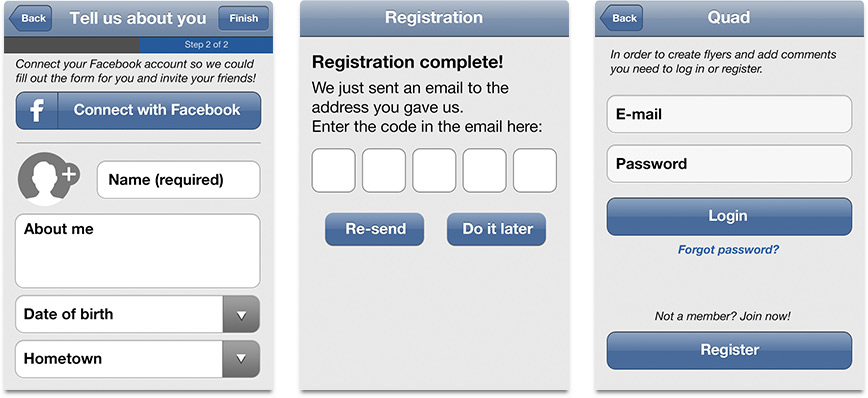 Back
Tell us about you
Finish
Step 2 of 2
Connect your Facebook account so we could
fill out the form for you and invite your friends!
f
Connect with Facebook
Name (required)
About me
Date of birth
Hometown
Registration
Registration complete!
We just sent an email to the
address you gave us.
Enter the code in the email here:
Re-send
Do it later
Back
Quad
In order to create flyers and add comments
you need to log in or register.
E-mail
Password
Login
Forgot password?
Not a member? Join now!
Register